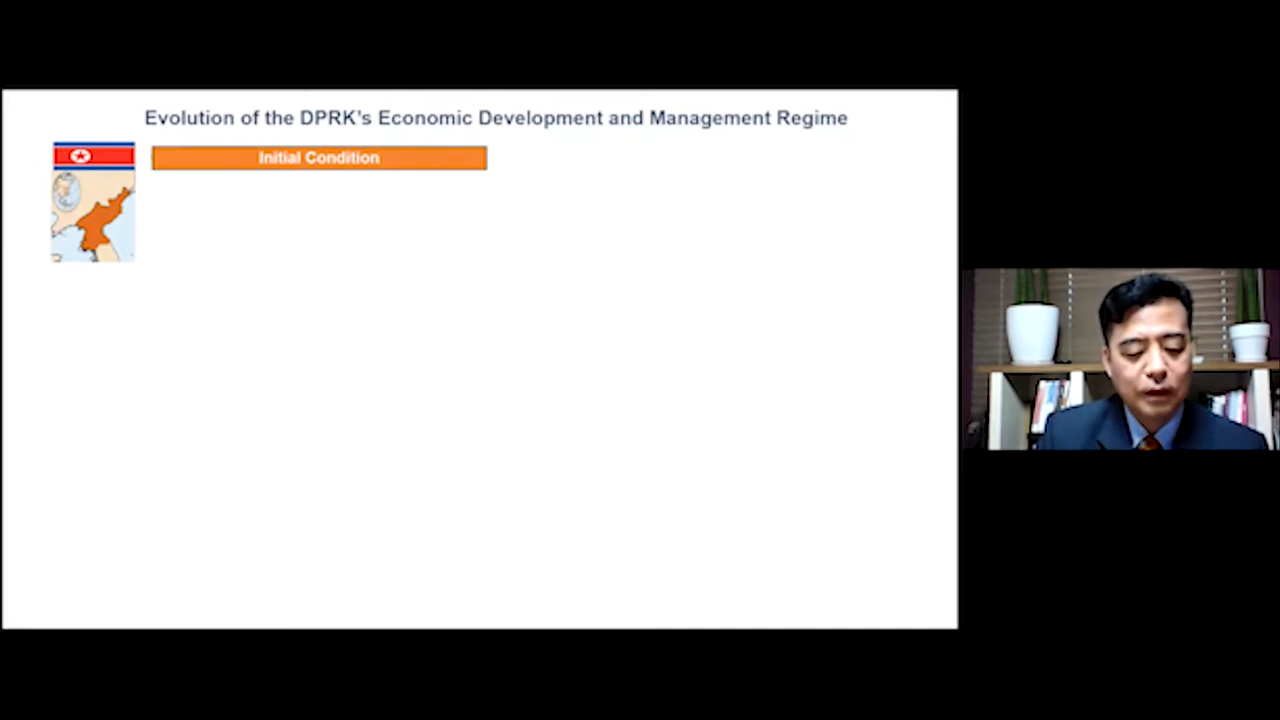 Evolution of the DPRK's Economic Development and Management Regime
Initial Condition